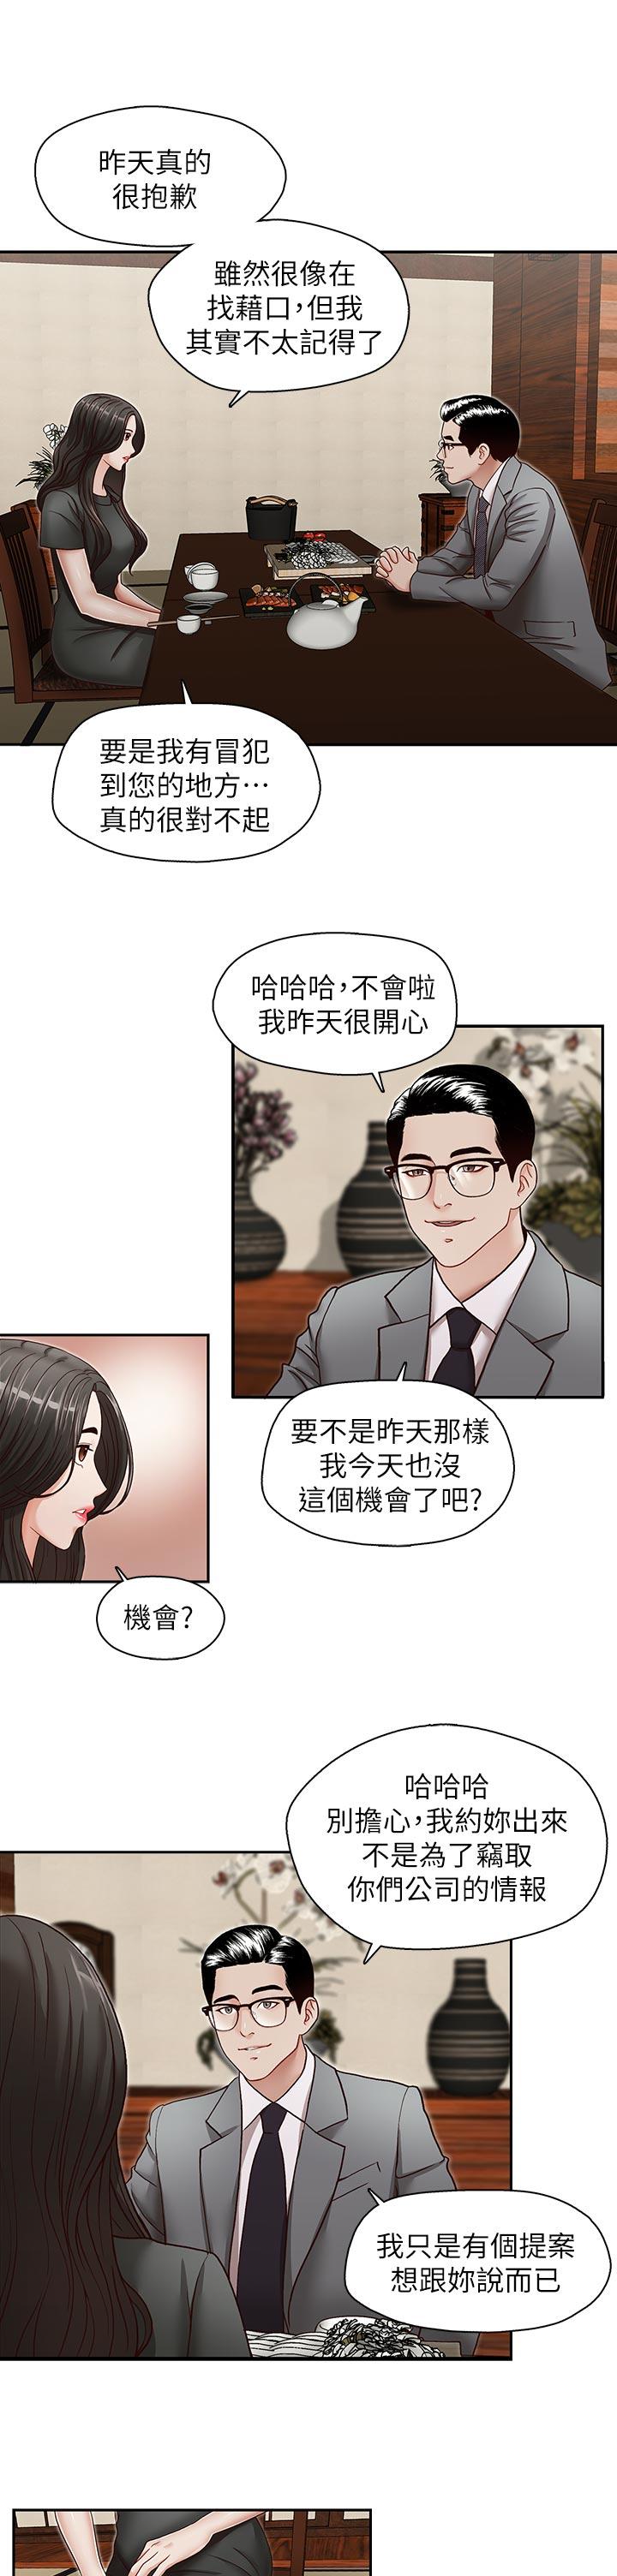 昨天真的
很抱歉
雖然很像在
找藉口,但我
其實不太記得了
要是我有冒犯
到您的地方…
真的很對不起
哈哈哈,不會啦
我昨天很開心
要不是昨天那樣
我今天也沒
這個機會了吧?
機會?
哈哈哈
別擔心,我約妳出來
不是為了竊取
你們公司的情報
我只是有個提案
想跟妳說而已